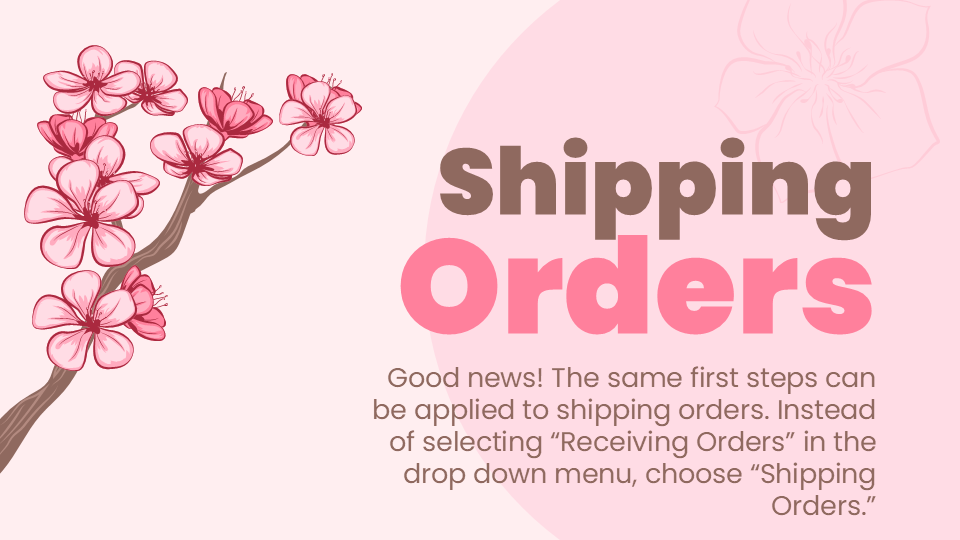 Shipping
Orders
Good news! The same first steps can
be applied to shipping orders. Instead
of selecting “Receiving Orders” in the
drop down menu, choose “Shipping
Orders.”